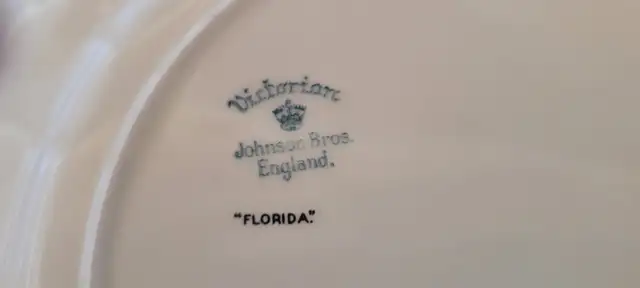 Victorian
Johnson Bros.
England.
"FLORIDA."